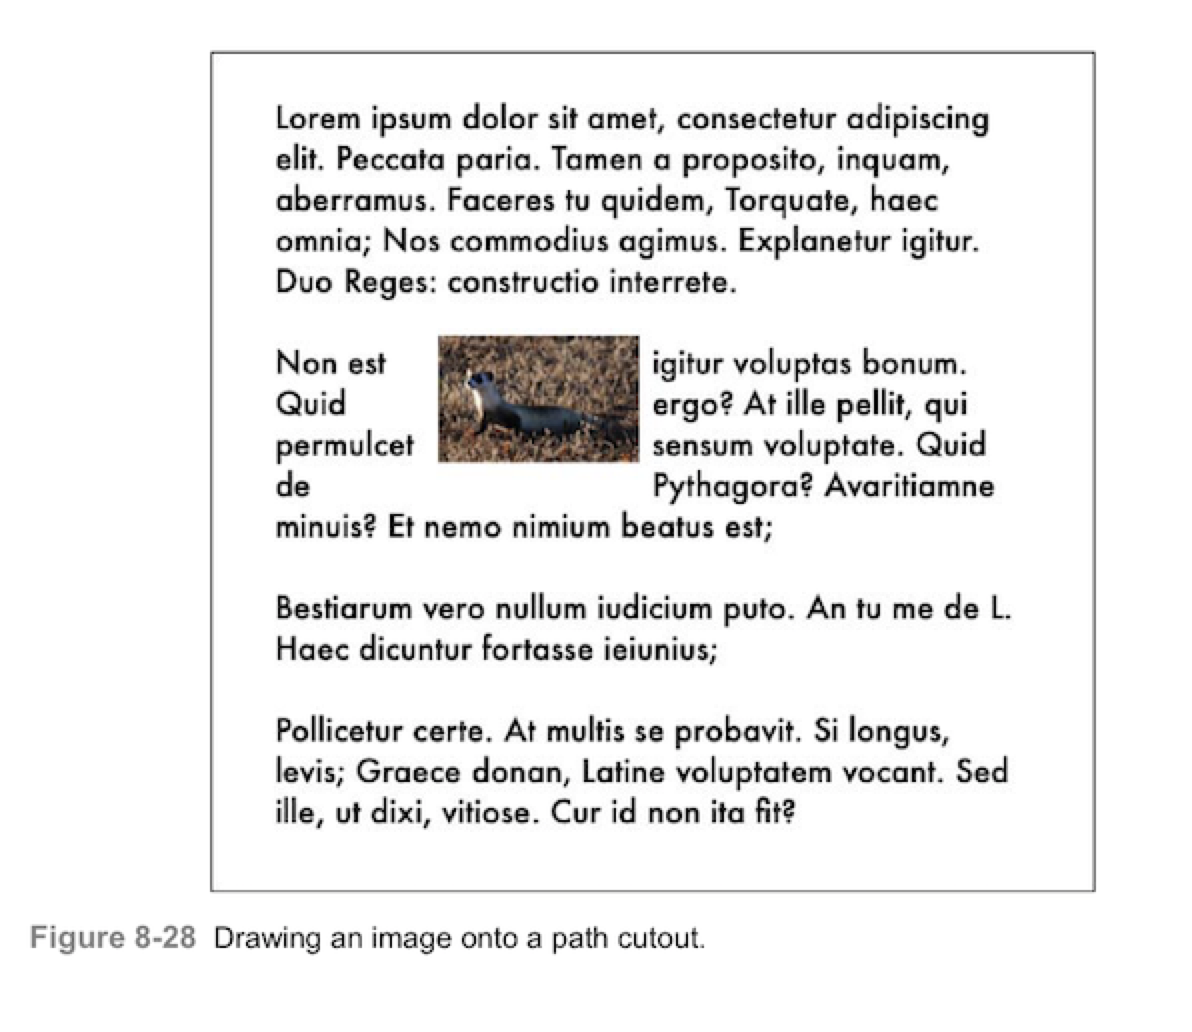 Lorem ipsum dolor sit amet, consectetur adipiscing
elit. Peccata paria. Tamen a proposito, inquam,
aberramus. Faceres tu quidem, Torquate, haec
omnia; Nos commodius agimus. Explanetur igitur.
Duo Reges: constructio interrete.
Non est igitur voluptas bonum.
Quid ergo? At ille pellit, qui
permulcet sensum voluptate. Quid
de Pythagora? Avaritiamne
minuis? Et nemo nimium beatus est;
Bestiarum vero nullum iudicium puto. An tu me de L.
Haec dicuntur fortasse ieiunius;
Pollicetur certe. At multis se probavit. Si longus,
levis; Graece donan, Latine voluptatem vocant. Sed
ille, ut dixi, vitiose. Cur id non ita fit?
Figure 8-28 Drawing an image onto a path cutout.